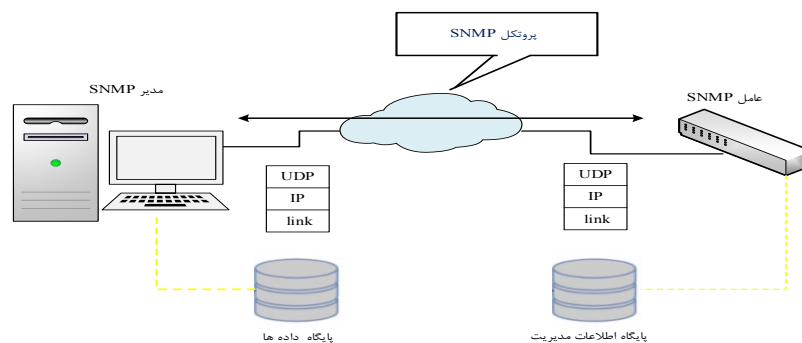 پروتکل SNMP
مدیر SNMP
عامل SNMP
UDP
IP
link
UDP
IP
link
پایگاه داده ها
پایگاه اطلاعات مدیریت